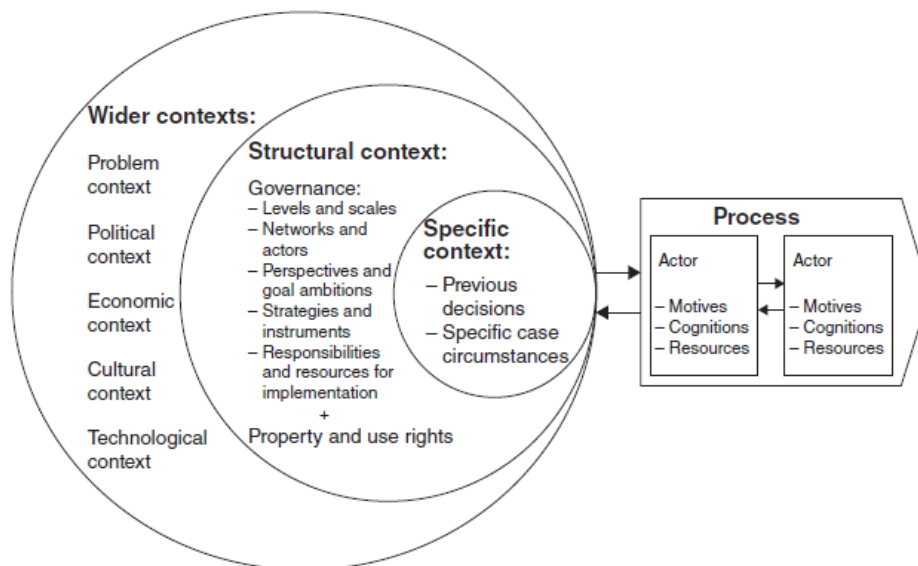 Wider contexts:
Problem
context
Political
context
Economic
context
Cultural
context
Technological
context
Structural context:
Governance:
– Levels and scales
– Networks and
actors
– Perspectives and
goal ambitions
– Strategies and
instruments
– Responsibilities
and resources for
implementation
+
Property and use rights
Specific
context:
– Previous
decisions
– Specific case
circumstances
Process
Actor
– Motives
– Cognitions
– Resources
Actor
– Motives
– Cognitions
– Resources